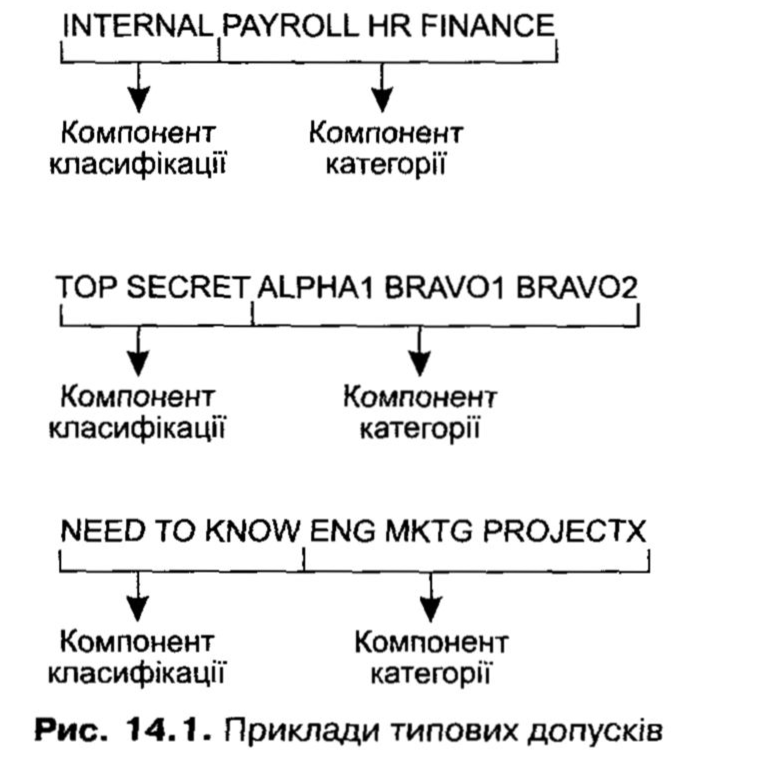 INTERNAL PAYROLL HR FINANCE
Компонент Компонент
класифікації категорії
TOP SECRET ALPHA1 BRAVO1 BRAVO2
Компонент Компонент
класифікації категорії
NEED TO KNOW ENG MKTG PROJECTX
Компонент Компонент
класифікації категорії
Рис. 14.1. Приклади типових допусків